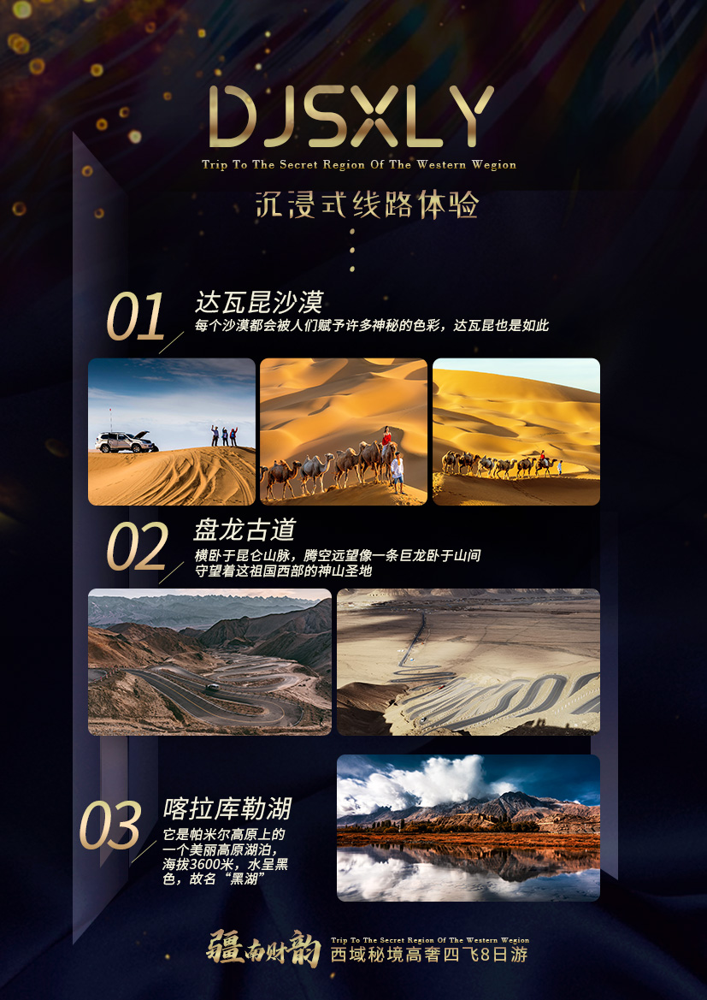 DJSXLY
Trip To The Secret Region Of The Western Wegion
沉浸式线路体验
01
达瓦昆沙漠
每个沙漠都会被人们赋予许多神秘的色彩，达瓦昆也是如此
02
盘龙古道
横卧于昆仑山脉，腾空远望像一条巨龙卧于山间
守望着这祖国西部的神山圣地
03
喀拉库勒湖
它是帕米尔高原上的
一个美丽高原湖泊，
海拔3600米，水呈黑
色，故名“黑湖”
疆南财韵
Trip To The Secret Region Of The Western Wegion
西域秘境高奢四飞8日游